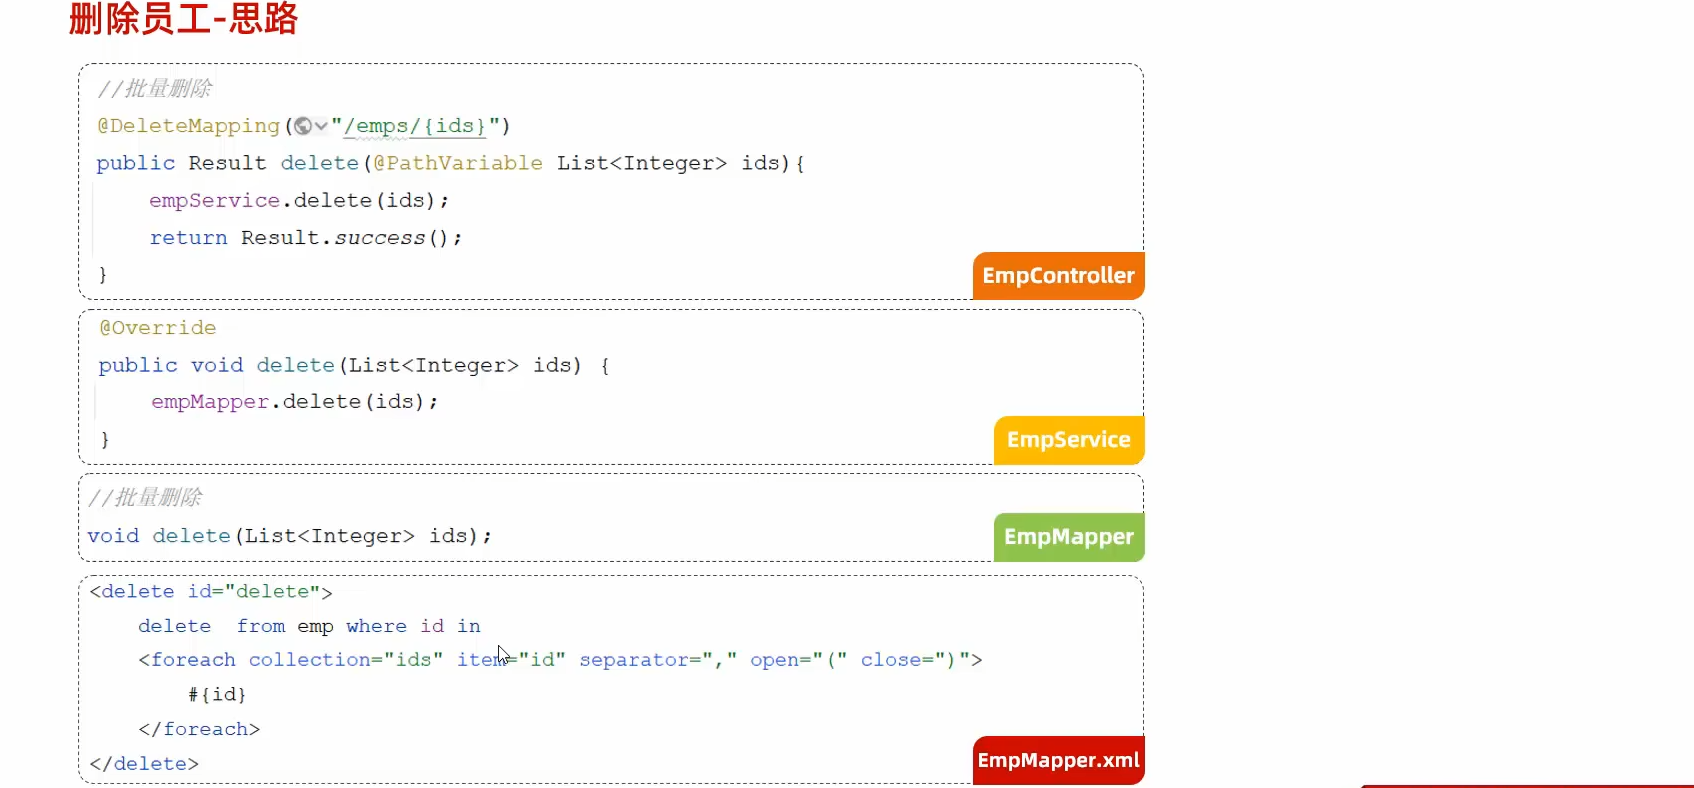 删除员工-思路
//批量删除
@DeleteMapping("/emps/{ids}")
public Result delete(@PathVariable List<Integer> ids){
empService.delete(ids);
return Result.success();
}
EmpController
@Override
public void delete(List<Integer> ids) {
empMapper.delete(ids);
}
EmpService
//批量删除
void delete(List<Integer> ids);
EmpMapper
<delete id="delete">
delete  from emp where id in
<foreach collection="ids" item="id" separator="," open="(" close=")">
#{id}
</foreach>
</delete>
EmpMapper.xml